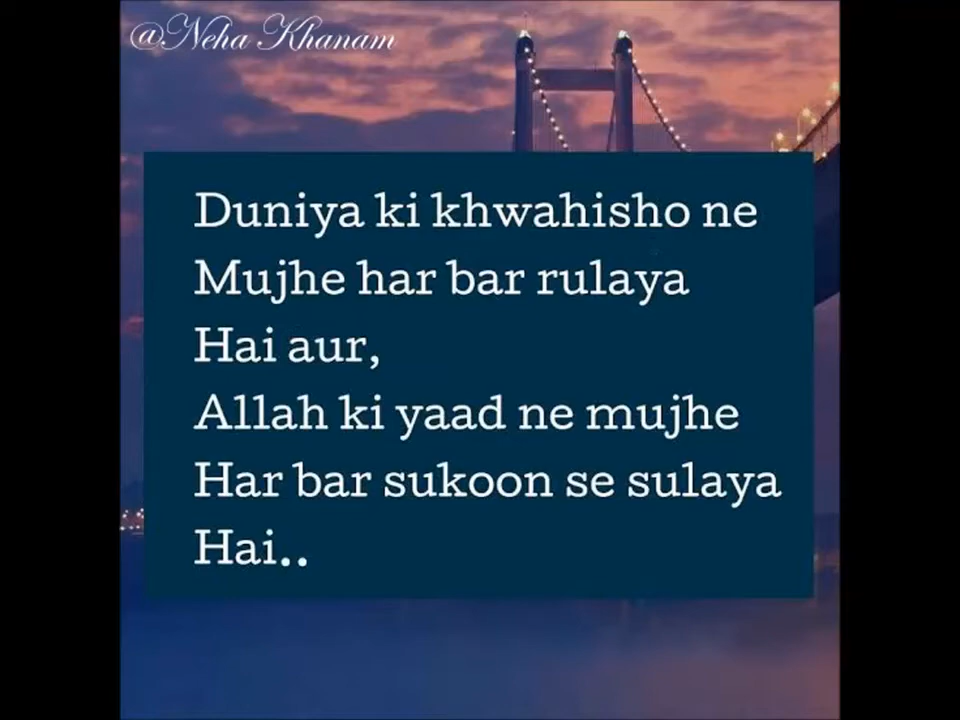 @Neha Khanam
Duniya ki khwahisho ne
Mujhe har bar rulaya
Hai aur,
Allah ki yaad ne mujhe
Har bar sukoon se sulaya
Hai..